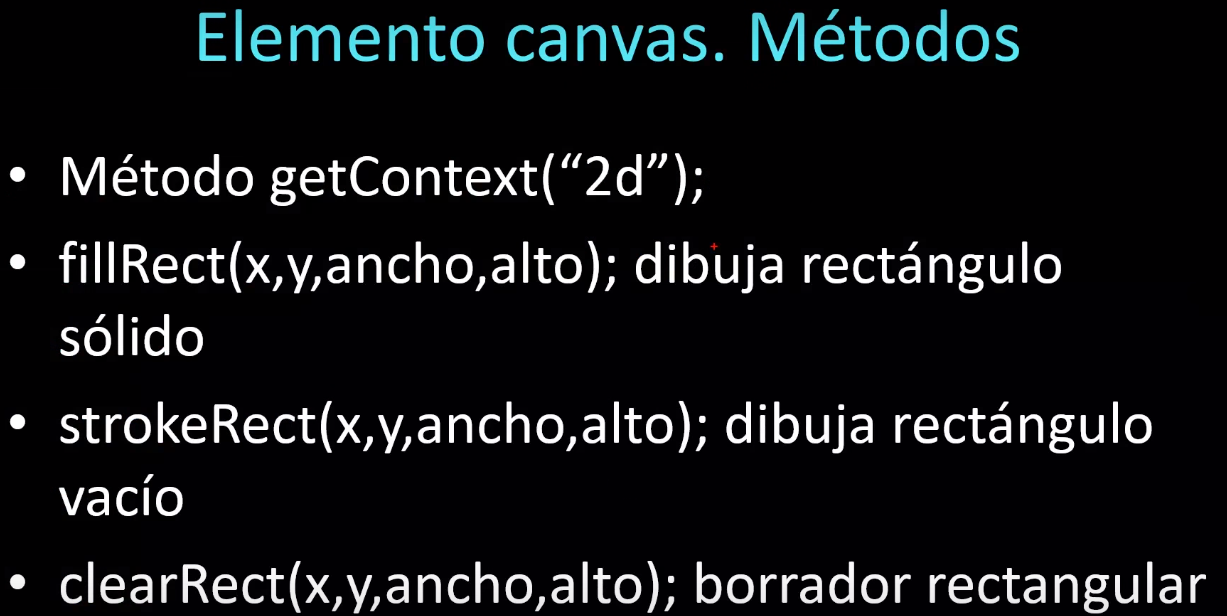 Elemento canvas. Métodos
• Método getContext(“2d”);
• fillRect(x,y,ancho,alto); dibuja rectángulo
sólido
• strokeRect(x,y,ancho,alto); dibuja rectángulo
vacío
• clearRect(x,y,ancho,alto); borrador rectangular